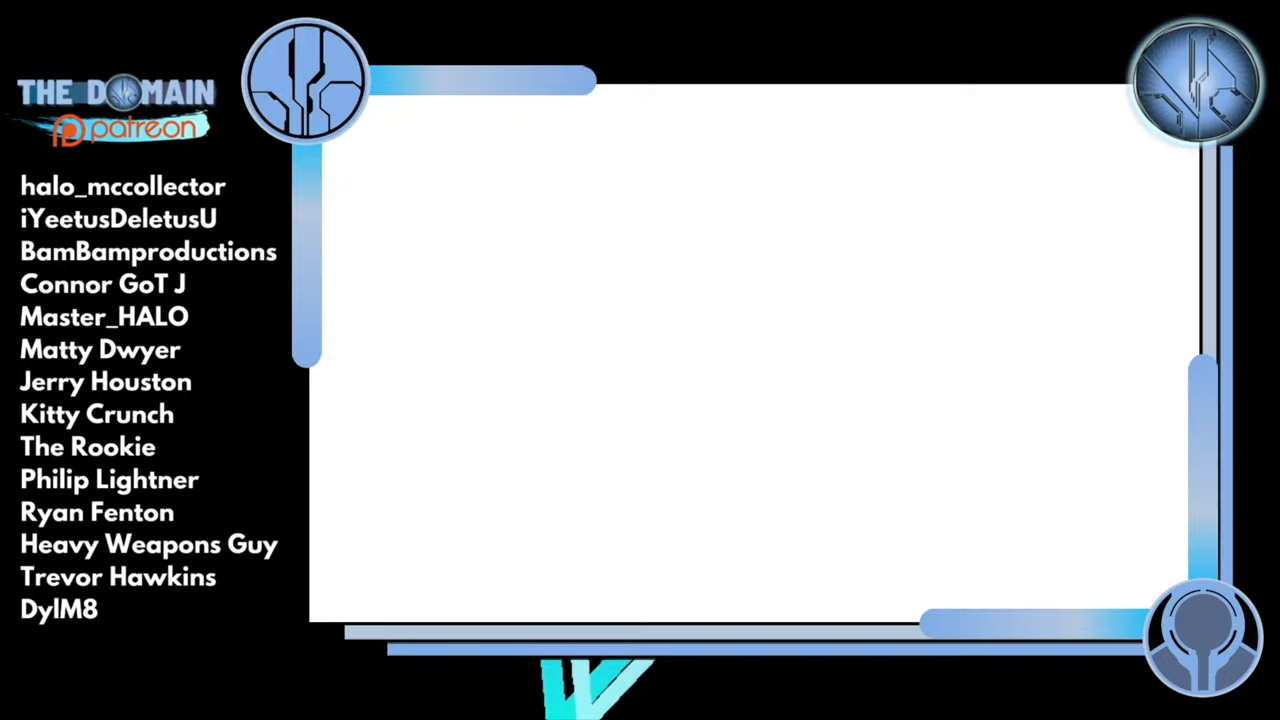 THE DOMAIN
patreon
halo_mccollector
iYeetusDeletusU
BamBamproductions
Connor GoT J
Master_HALO
Matty Dwyer
Jerry Houston
Kitty Crunch
The Rookie
Philip Lightner
Ryan Fenton
Heavy Weapons Guy
Trevor Hawkins
DylM8